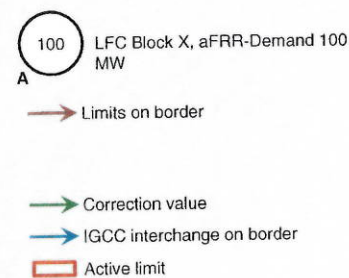 100
LFC Block X, aFRR-Demand 100
MW
A
Limits on border
Correction value
IGCC interchange on border
Active limit